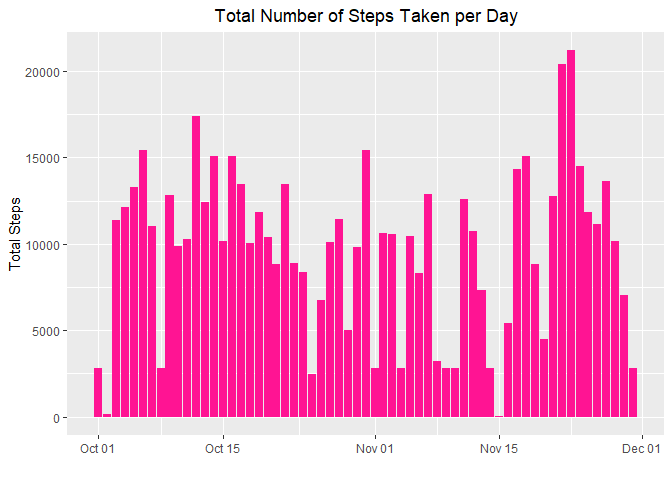 Total Number of Steps Taken per Day
Total Steps
20000
15000
10000
5000
0
Oct 01 Oct 15 Nov 01 Nov 15 Dec 01